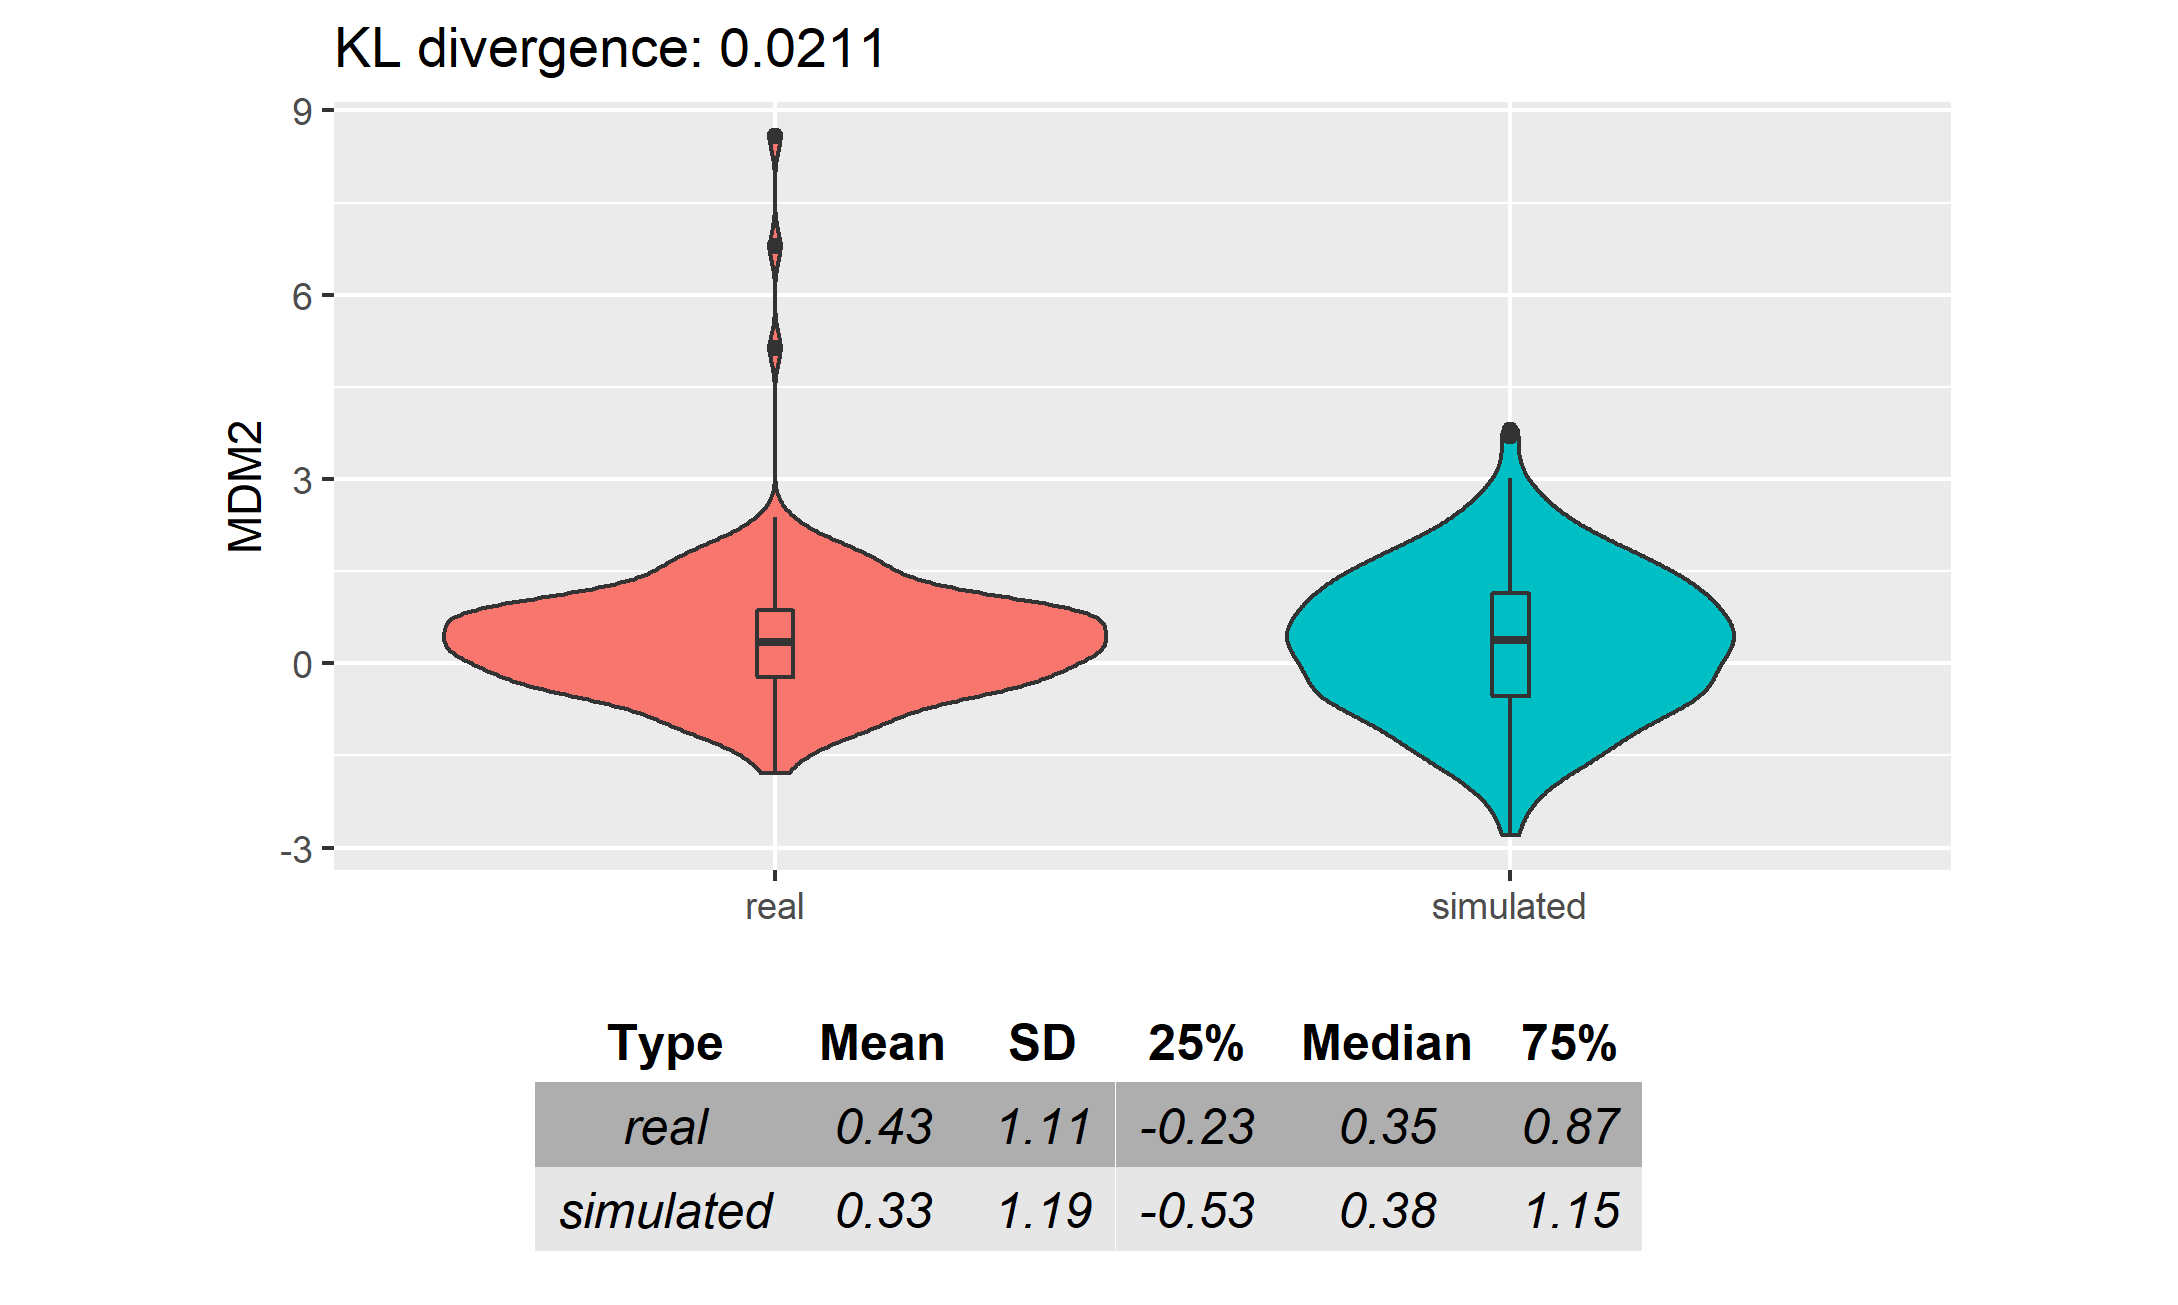 KL divergence: 0.0211
9
6
3
0
-3
MDM2
real simulated
Type Mean SD 25% Median 75%
real 0.43 1.11 -0.23 0.35 0.87
simulated 0.33 1.19 -0.53 0.38 1.15